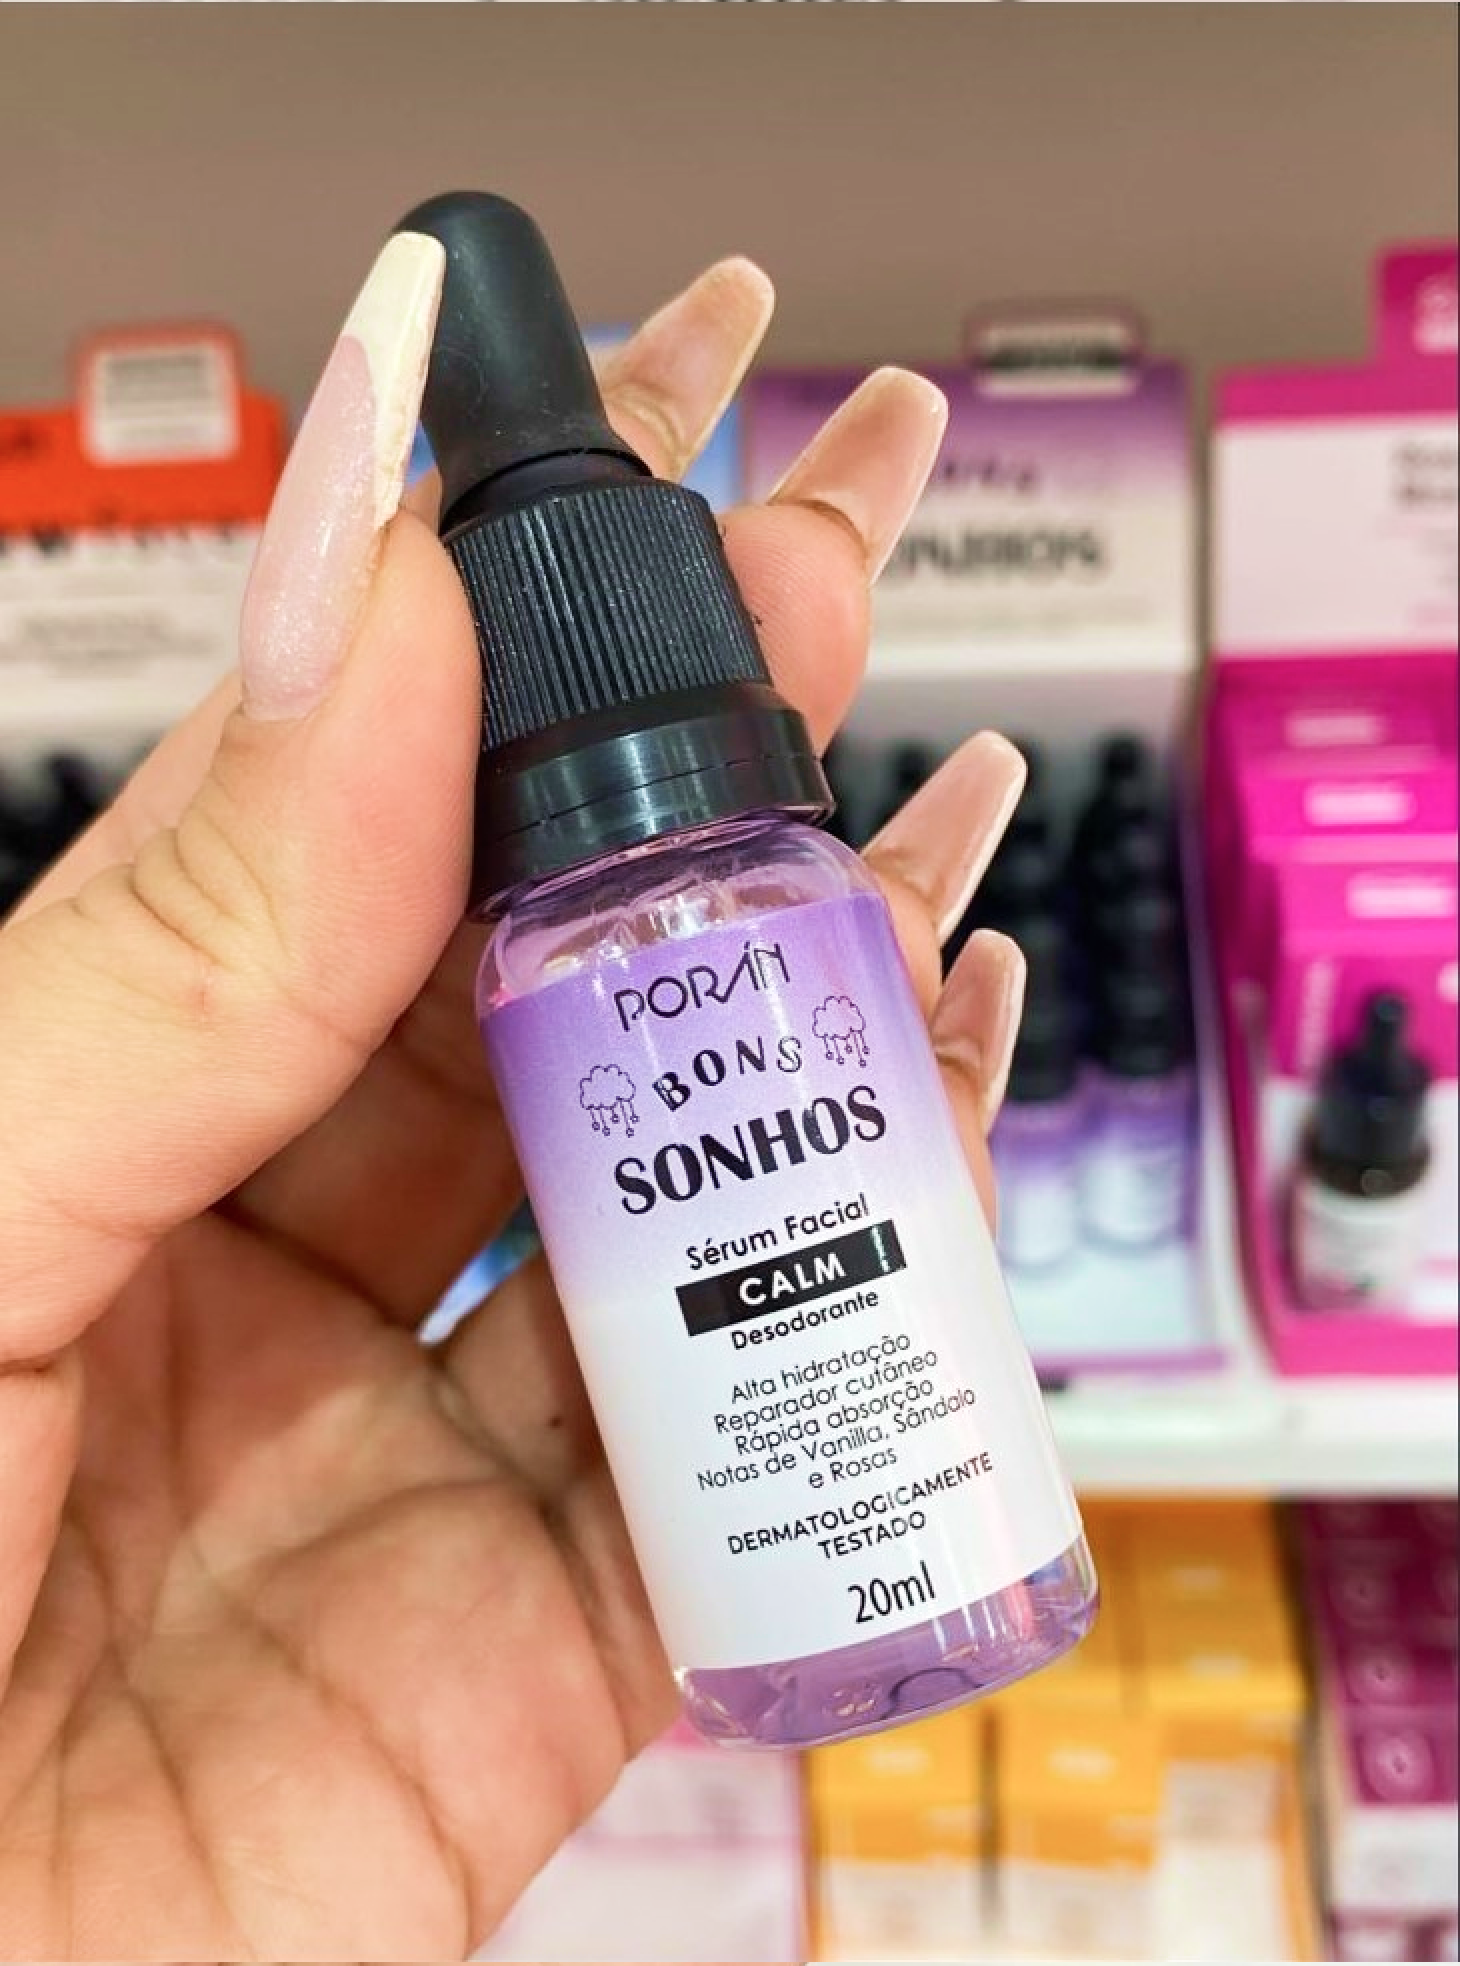 PORÁN
BONS
SONHOS
Sérum Facial
CALM
Desodorante
Alta hidratação
Reparador cutâneo
Rápida absorção
Notas de Vanilla, Sândalo
e Rosas
DERMATOLOGICAMENTE
TESTADO
20ml